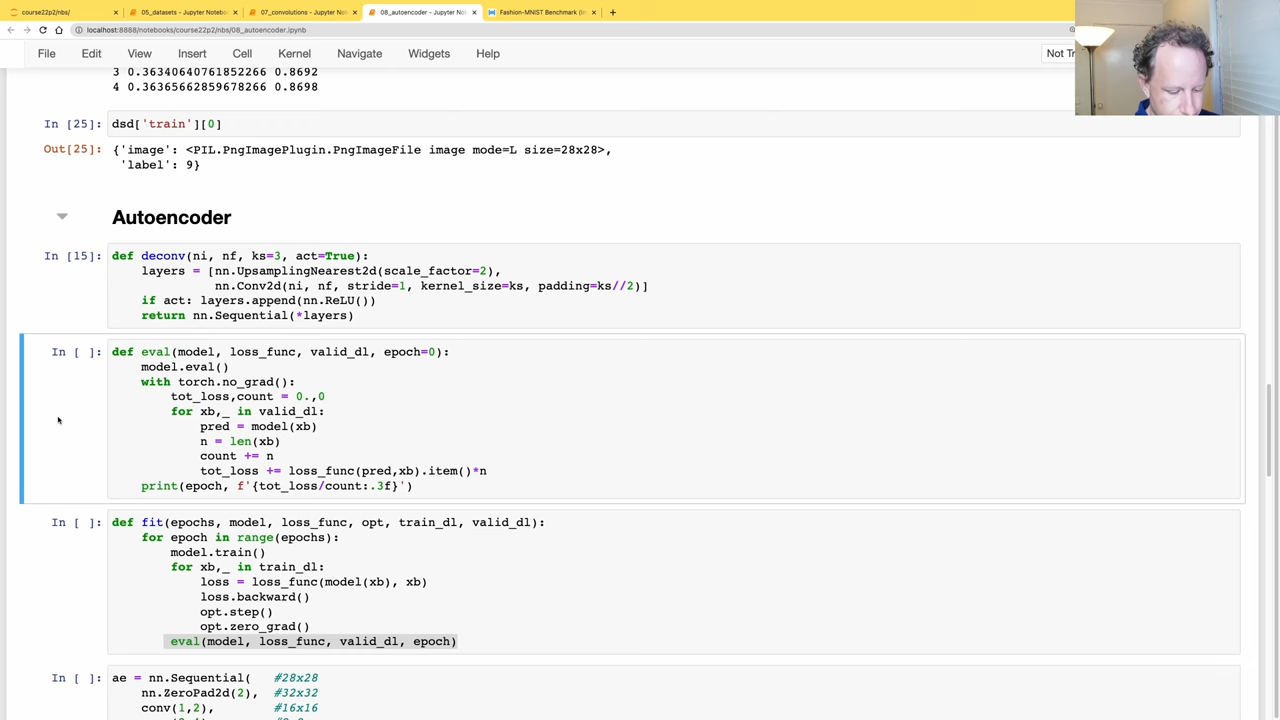 course22p2/nbs/
05_datasets - Jupyter Notebo
07_convolutions - Jupyter No
08_autoencoder - Jupyter Not
Fashion-MNIST Benchmark (Im
localhost:8888/notebooks/course22p2/nbs/08_autoencoder.ipynb
File Edit View Insert Cell Kernel Navigate Widgets Help Not Tr
3 0.36340640761852266 0.8692
4 0.36365662859678266 0.8698
In [25]: dsd['train'][0]
Out[25]: {'image': <PIL.PngImagePlugin.PngImageFile image mode=L size=28x28>,
'label': 9}
Autoencoder
In [15]: def deconv(ni, nf, ks=3, act=True):
layers = [nn.UpsamplingNearest2d(scale_factor=2),
nn.Conv2d(ni, nf, stride=1, kernel_size=ks, padding=ks//2)]
if act: layers.append(nn.ReLU())
return nn.Sequential(*layers)
In [ ]: def eval(model, loss_func, valid_dl, epoch=0):
model.eval()
with torch.no_grad():
tot_loss,count = 0.,0
for xb,_ in valid_dl:
pred = model(xb)
n = len(xb)
count += n
tot_loss += loss_func(pred,xb).item()*n
print(epoch, f'{tot_loss/count:.3f}')
In [ ]: def fit(epochs, model, loss_func, opt, train_dl, valid_dl):
for epoch in range(epochs):
model.train()
for xb,_ in train_dl:
loss = loss_func(model(xb), xb)
loss.backward()
opt.step()
opt.zero_grad()
eval(model, loss_func, valid_dl, epoch)
In [ ]: ae = nn.Sequential( #28x28
nn.ZeroPad2d(2), #32x32
conv(1,2), #16x16